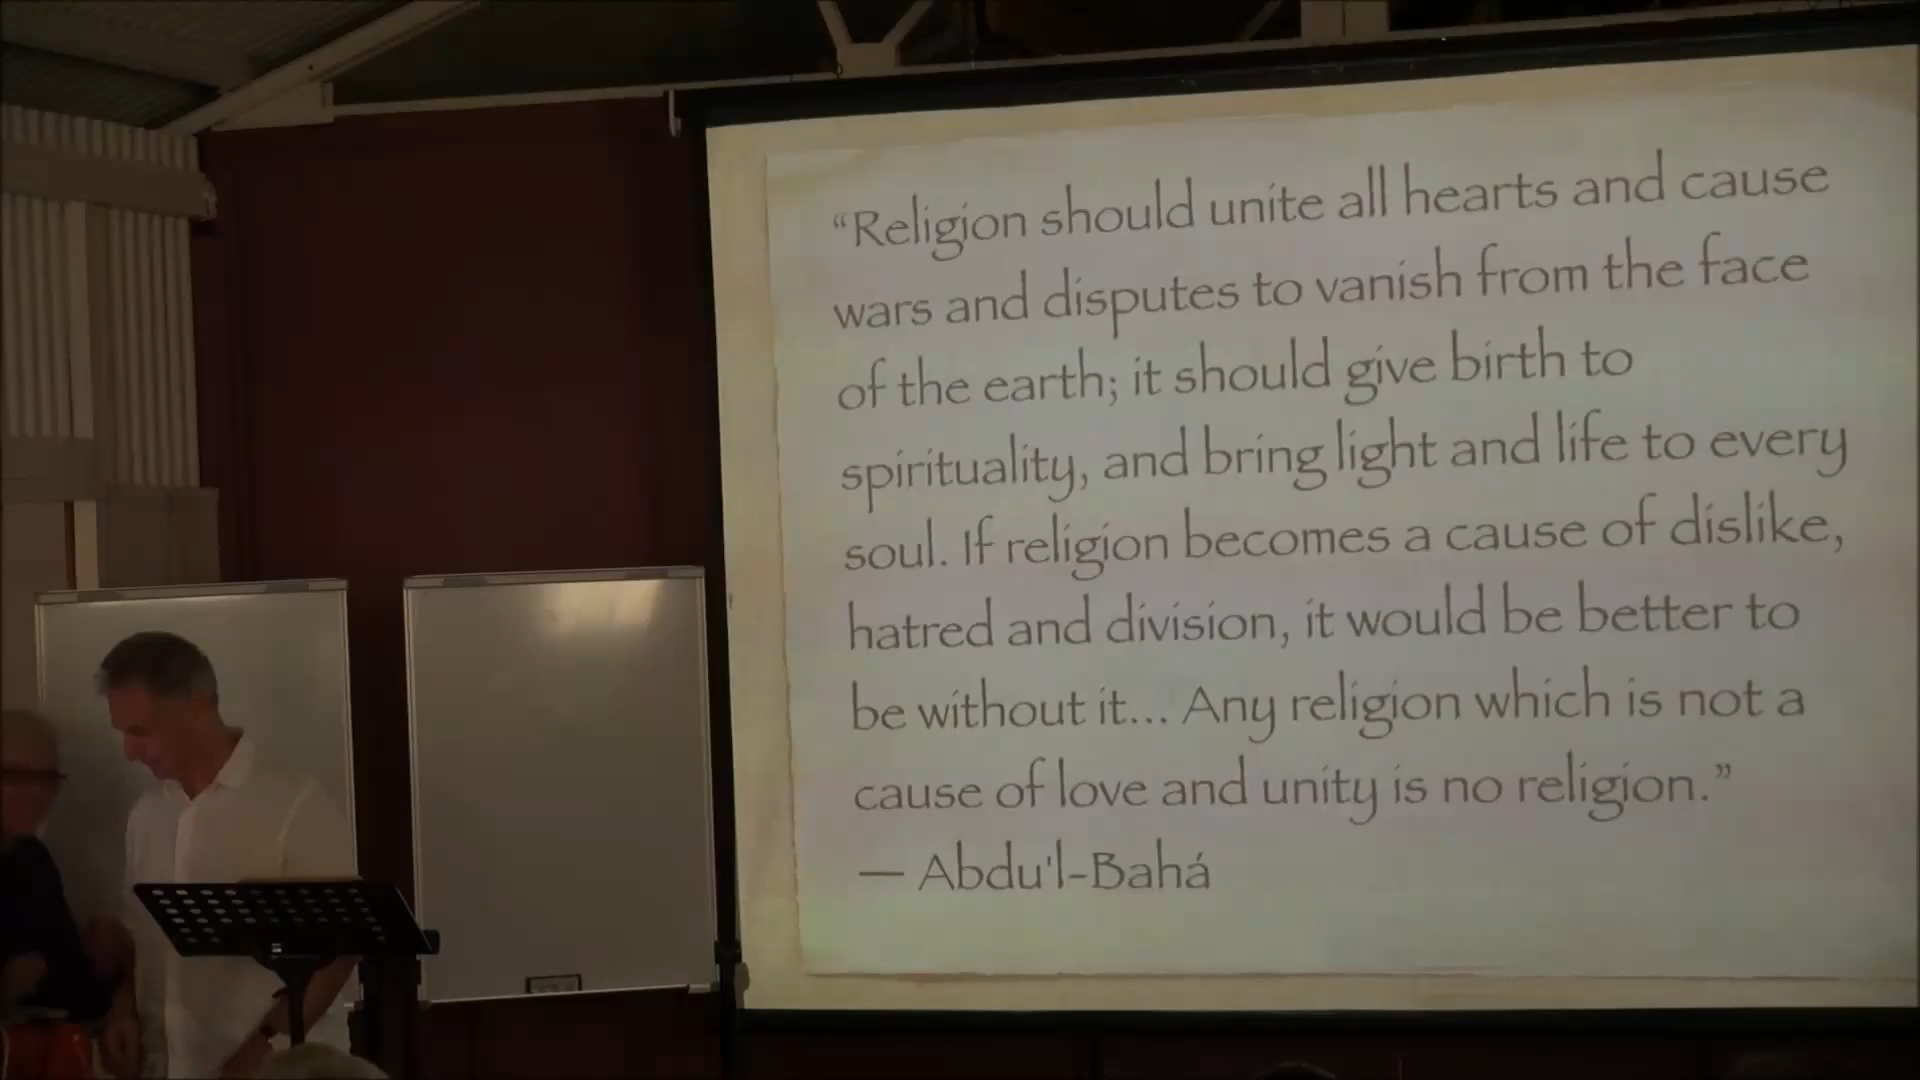 “Religion should unite all hearts and cause
wars and disputes to vanish from the face
of the earth; it should give birth to
spirituality, and bring light and life to every
soul. If religion becomes a cause of dislike,
hatred and division, it would be better to
be without it... Any religion which is not a
cause of love and unity is no religion.”
— Abdu'l-Bahá